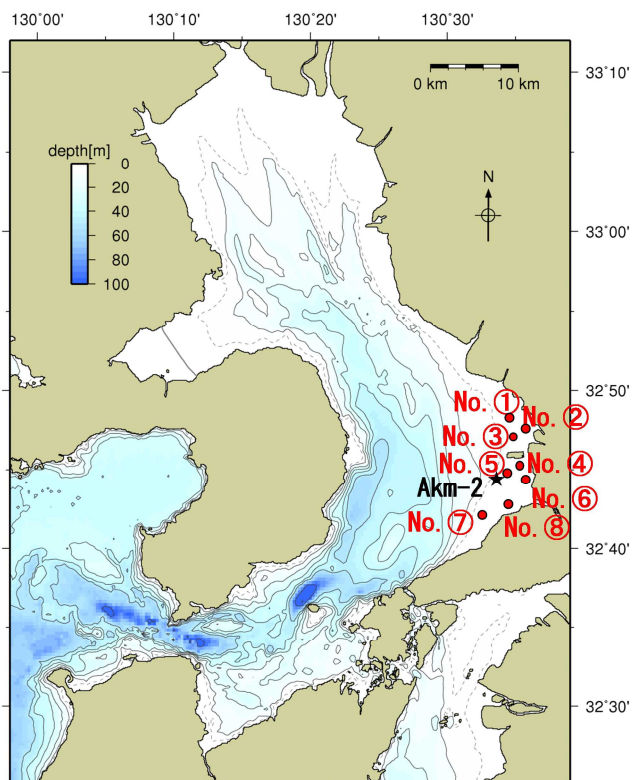 130°00' 130°10' 130°20' 130°30'
33°10'
0 km 10 km
depth[m]
0
20
40
60
80
100
N
33°00'
32°50'
No. ①
No. ②
No. ③
No. ④
No. ⑤
Akm-2
No. ⑥
No. ⑦
No. ⑧
32°40'
32°30'